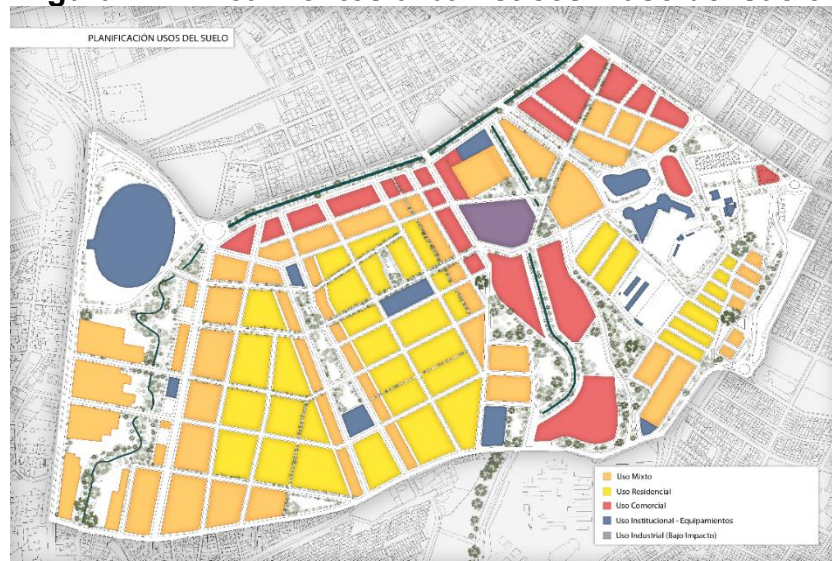 PLANIFICACIÓN USOS DEL SUELO
Uso Mixto
Uso Residencial
Uso Comercial
Uso Institucional - Equipamientos
Uso Industrial (Bajo Impacto)